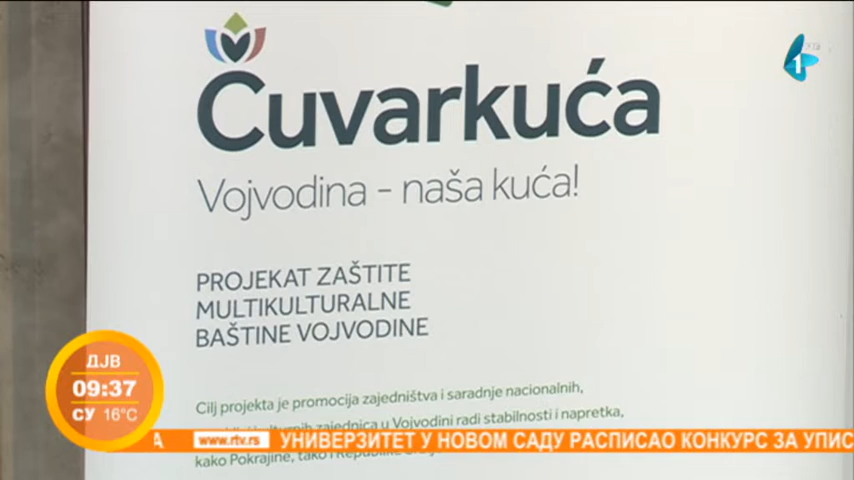 Čuvarkuća
Vojvodina - naša kuća!
PROJEKAT ZAŠTITE
MULTIKULTURALNE
BAŠTINE VOJVODINE
Cilj projekta je promocija zajedništva i saradnje nacionalnih,
kulturnih zajednica u Vojvodini radi stabilnosti i napretka,
kako Pokrajine, tako i
1
ДЈВ
09:37
СУ 16°C
А www.rtv.rs УНИВЕРЗИТЕТ У НОВОМ САДУ РАСПИСАО КОНКУРС ЗА УПИС